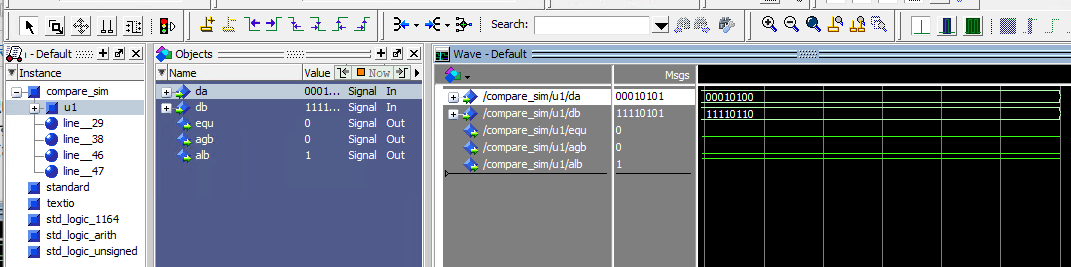 Search:
- Default
Objects
Wave - Default
Instance
Name
Value
Now
Msgs
compare_sim
u1
line__29
line__38
line__46
line__47
standard
textio
std_logic_1164
std_logic_arith
std_logic_unsigned
da 0001... Signal In
db 1111... Signal In
equ 0 Signal Out
agb 0 Signal Out
alb 1 Signal Out
/compare_sim/u1/da 00010101 00010100
/compare_sim/u1/db 11110101 11110110
/compare_sim/u1/equ 0
/compare_sim/u1/agb 0
/compare_sim/u1/alb 1